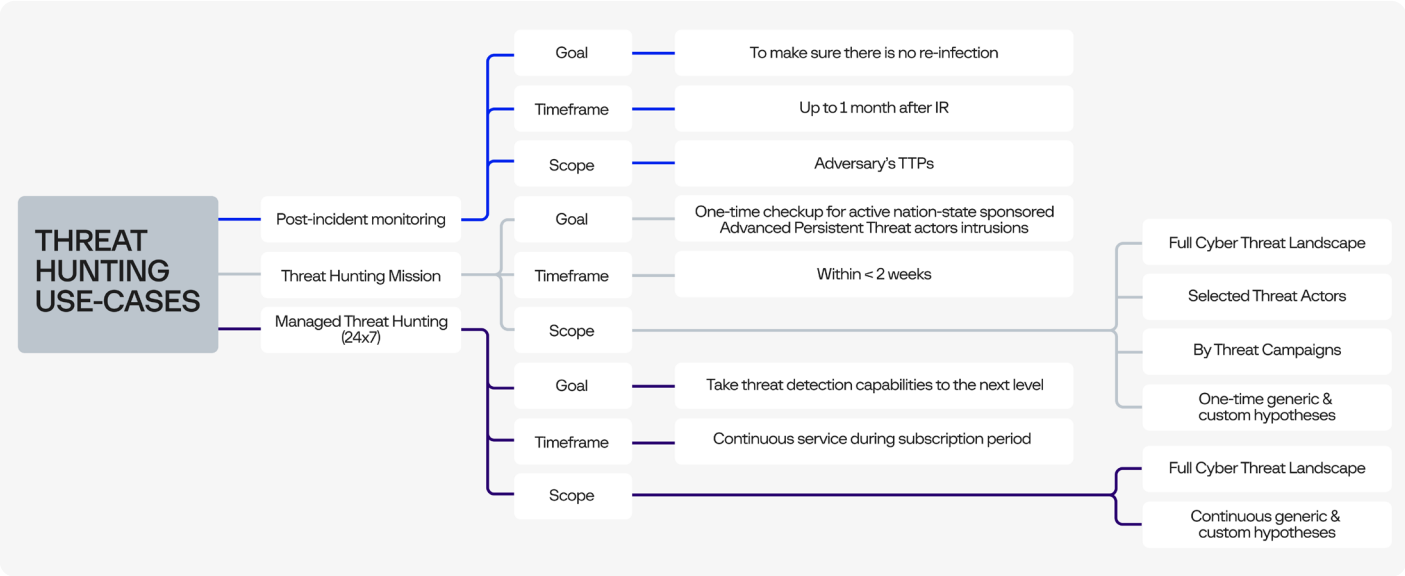 THREAT
HUNTING
USE-CASES
Post-incident monitoring
Goal
To make sure there is no re-infection
Timeframe
Up to 1 month after IR
Scope
Adversary's TTPs
Threat Hunting Mission
Goal
One-time checkup for active nation-state sponsored
Advanced Persistent Threat actors intrusions
Timeframe
Within < 2 weeks
Scope
Full Cyber Threat Landscape
Selected Threat Actors
By Threat Campaigns
One-time generic &
custom hypotheses
Managed Threat Hunting
(24x7)
Goal
Take threat detection capabilities to the next level
Timeframe
Continuous service during subscription period
Scope
Full Cyber Threat Landscape
Continuous generic &
custom hypotheses